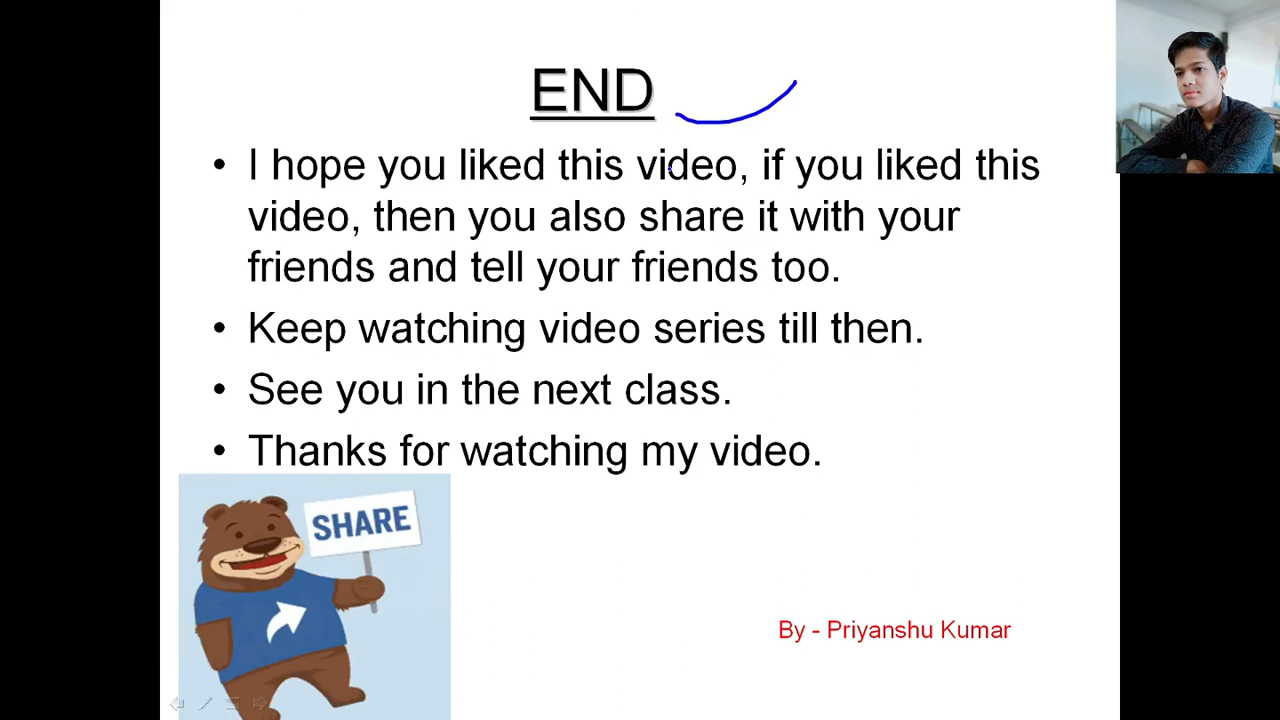 END
• I hope you liked this video, if you liked this
video, then you also share it with your
friends and tell your friends too.
• Keep watching video series till then.
• See you in the next class.
• Thanks for watching my video.
SHARE
By - Priyanshu Kumar